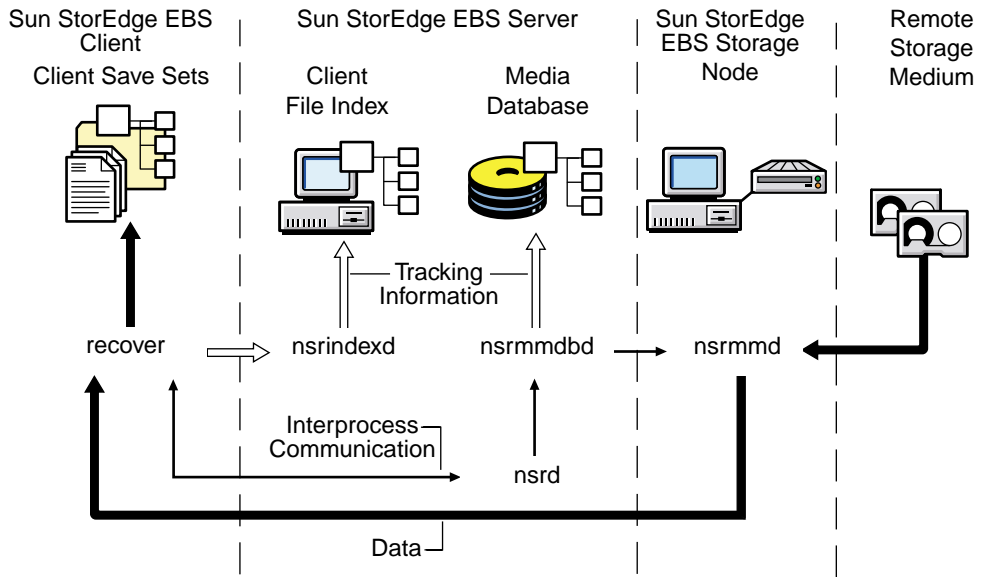 Sun StorEdge EBS
Client
Client Save Sets
Sun StorEdge EBS Server
Client
File Index
Media
Database
Sun StorEdge
EBS Storage
Node
Remote
Storage
Medium
Tracking
Information
recover
nsrindexd
nsrmmdbd
nsrmmd
Interprocess
Communication
nsrd
Data